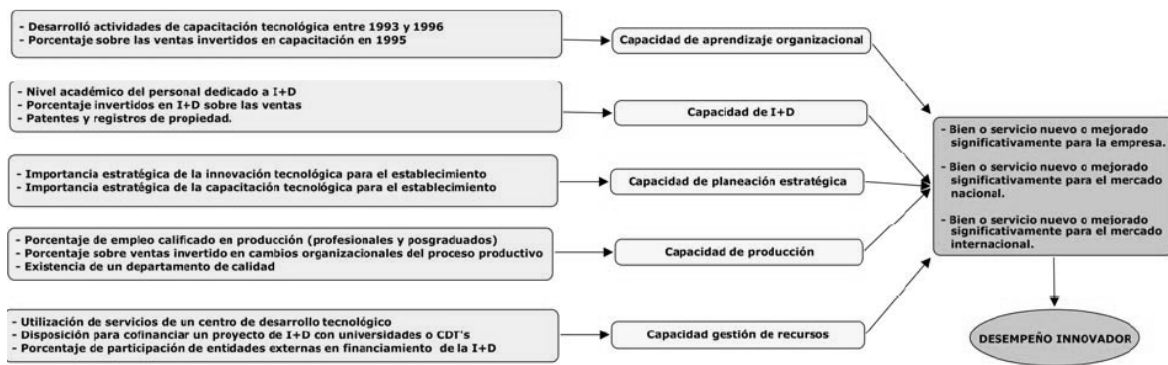 - Desarrolló actividades de capacitación tecnológica entre 1993 y 1996
- Porcentaje sobre las ventas invertidos en capacitación en 1995
Capacidad de aprendizaje organizacional
- Nivel académico del personal dedicado a I+D
- Porcentaje invertidos en I+D sobre las ventas
- Patentes y registros de propiedad.
Capacidad de I+D
- Importancia estratégica de la innovación tecnológica para el establecimiento
- Importancia estratégica de la capacitación tecnológica para el establecimiento
Capacidad de planeación estratégica
- Porcentaje de empleo calificado en producción (profesionales y posgraduados)
- Porcentaje sobre ventas invertido en cambios organizacionales del proceso productivo
- Existencia de un departamento de calidad
Capacidad de producción
- Utilización de servicios de un centro de desarrollo tecnológico
- Disposición para cofinanciar un proyecto de I+D con universidades o CDT's
- Porcentaje de participación de entidades externas en financiamiento de la I+D
Capacidad gestión de recursos
- Bien o servicio nuevo o mejorado
significativamente para la empresa.
- Bien o servicio nuevo o mejorado
significativamente para el mercado
nacional.
- Bien o servicio nuevo o mejorado
significativamente para el mercado
internacional.
DESEMPEÑO INNOVADOR